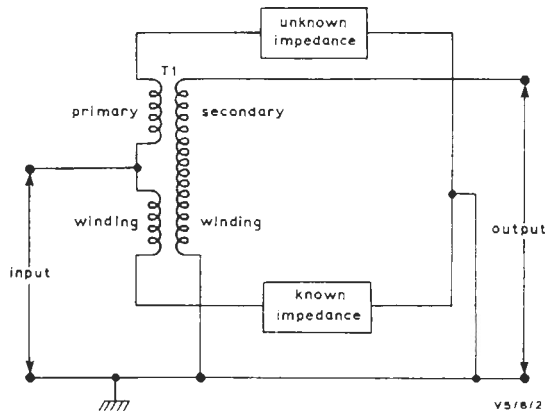 unknown
impedance
T1
primary
secondary
winding
winding
output
input
known
impedance
V5/6/2